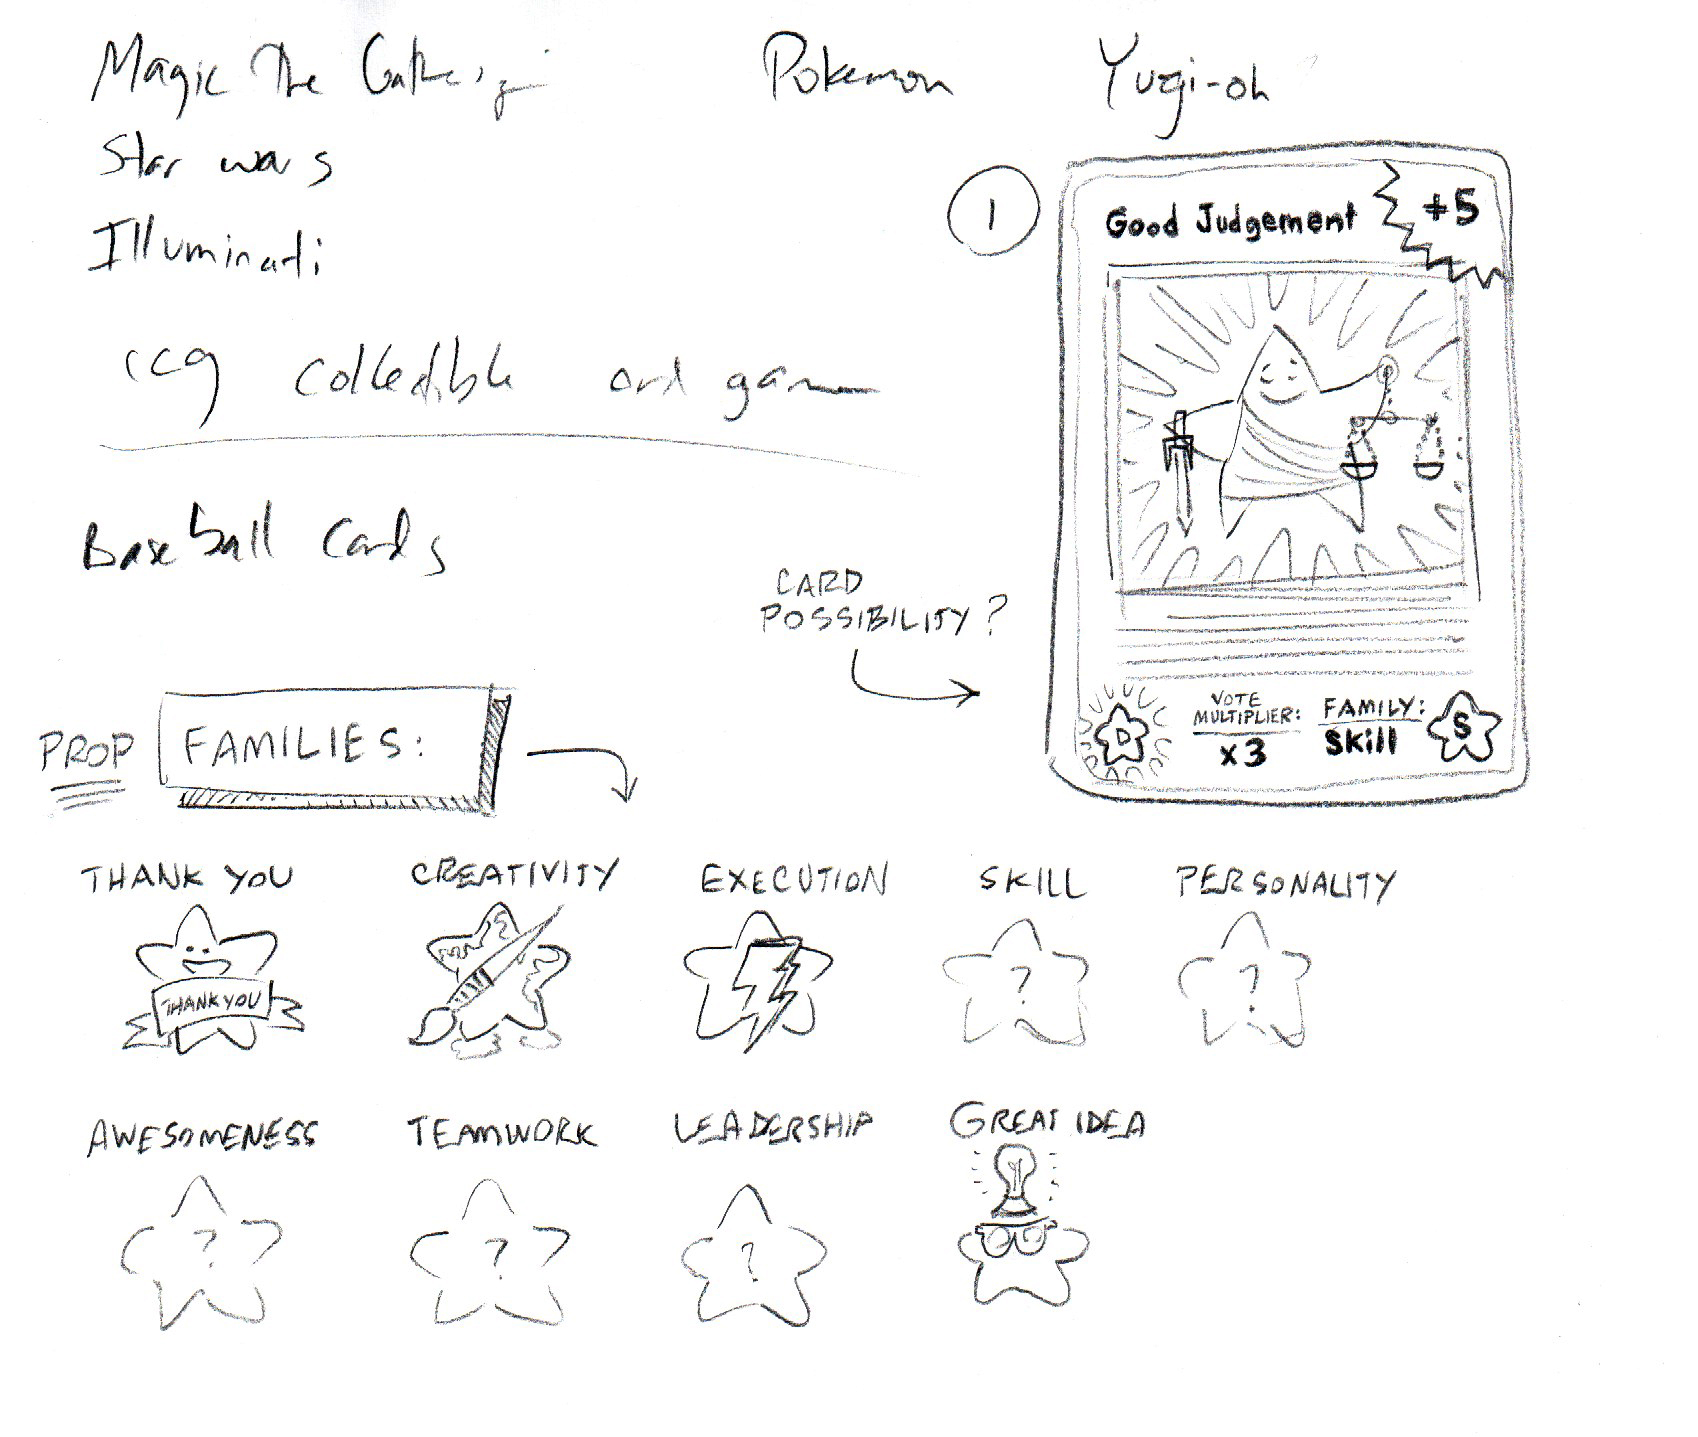 Magic The Gathering
Pokemon
Yugi-oh
Star wars
Illuminati
ccg collectible card game
Baseball Cards
1
Good Judgement +5
CARD
POSSIBILITY?
D
VOTE
MULTIPLIER:
x3
FAMILY:
Skill
S
PROP FAMILIES:
THANK YOU CREATIVITY EXECUTION SKILL PERSONALITY
THANK YOU
? ?
AWESOMENESS TEAMWORK LEADERSHIP GREAT IDEA
? ? ?